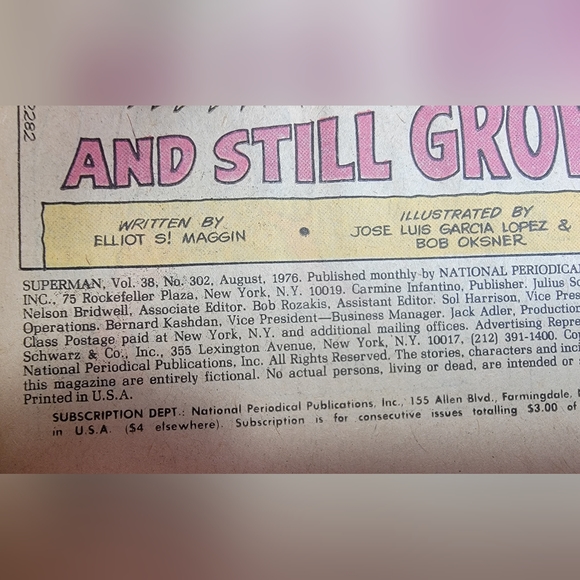 2282
AND STILL
WRITTEN BY
ELLIOT S! MAGGIN
ILLUSTRATED BY
JOSE LUIS GARCIA LOPEZ &
BOB OKSNER
SUPERMAN, Vol. 38, No. 302, August, 1976. Published monthly by NATIONAL PERIODICA
INC., 75 Rockefeller Plaza, New York, N.Y. 10019. Carmine Infantino, Publisher, Julius Sc
Nelson Bridwell, Associate Editor. Bob Rozakis, Assistant Editor. Sol Harrison, Vice Pres
Operations. Bernard Kashdan, Vice President—Business Manager. Jack Adler, Production
Class Postage paid at New York, N.Y. and additional mailing offices. Advertising Repre
Schwarz & Co., Inc., 355 Lexington Avenue, New York, N.Y. 10017, (212) 391-1400. Cop
National Periodical Publications, Inc. All Rights Reserved. The stories, characters and inci
this magazine are entirely fictional. No actual persons, living or dead, are intended or
Printed in U.S.A.
SUBSCRIPTION DEPT.: National Periodical Publications, Inc., 155 Allen Blvd., Farmingdale,
in U.S.A. ($4 elsewhere). Subscription is for consecutive issues totalling $3.00 of